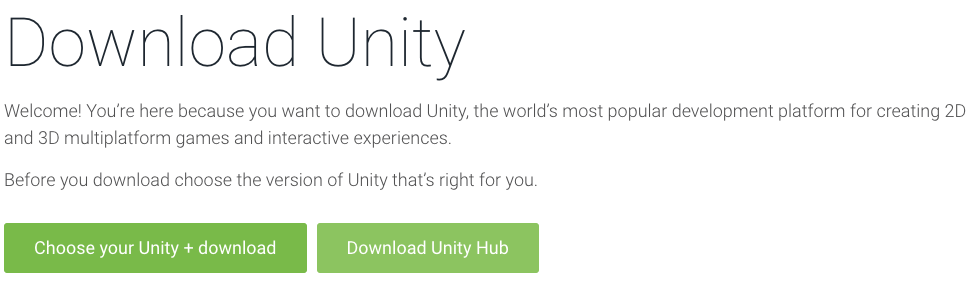 Download Unity
Welcome! You’re here because you want to download Unity, the world’s most popular development platform for creating 2D
and 3D multiplatform games and interactive experiences.
Before you download choose the version of Unity that’s right for you.
Choose your Unity + download
Download Unity Hub